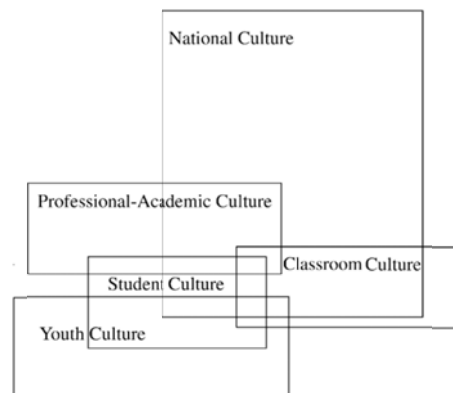 National Culture
Professional-Academic Culture
Classroom Culture
Student Culture
Youth Culture